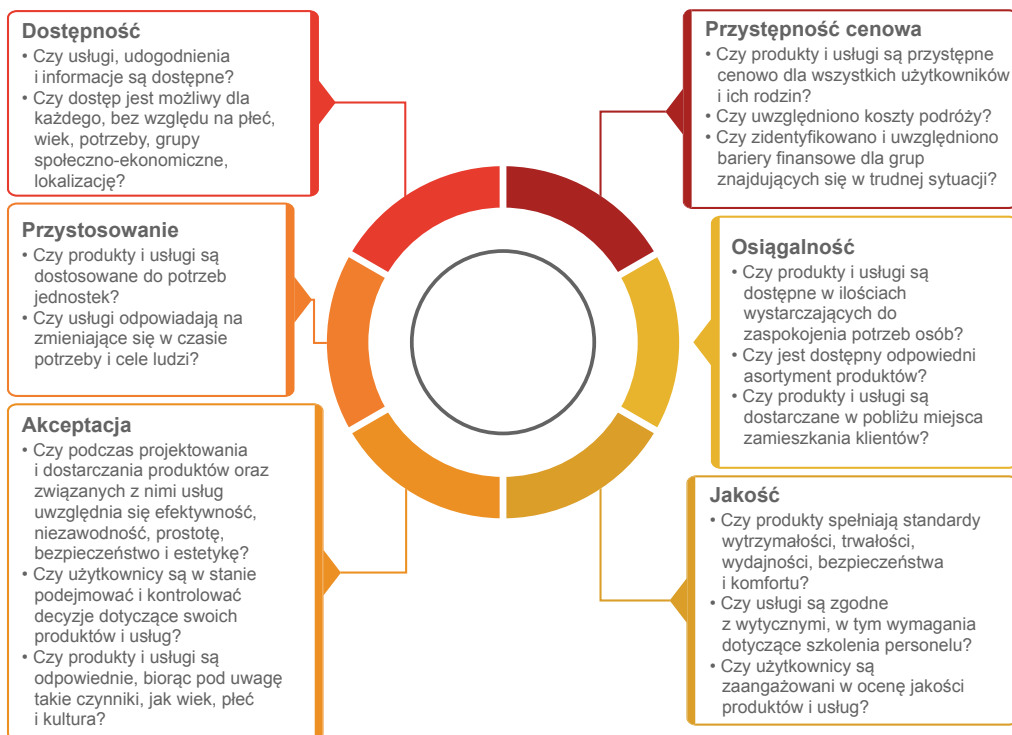 Dostępność
• Czy usługi, udogodnienia
i informacje są dostępne?
• Czy dostęp jest możliwy dla
każdego, bez względu na płeć,
wiek, potrzeby, grupy
społeczno-ekonomiczne,
lokalizację?
Przystosowanie
• Czy produkty i usługi są
dostosowane do potrzeb
jednostek?
• Czy usługi odpowiadają na
zmieniające się w czasie
potrzeby i cele ludzi?
Akceptacja
• Czy podczas projektowania
i dostarczania produktów oraz
związanych z nimi usług
uwzględnia się efektywność,
niezawodność, prostotę,
bezpieczeństwo i estetykę?
• Czy użytkownicy są w stanie
podejmować i kontrolować
decyzje dotyczące swoich
produktów i usług?
• Czy produkty i usługi są
odpowiednie, biorąc pod uwagę
takie czynniki, jak wiek, płeć
i kultura?
Przystępność cenowa
• Czy produkty i usługi są przystępne
cenowo dla wszystkich użytkowników
i ich rodzin?
• Czy uwzględniono koszty podróży?
• Czy zidentyfikowano i uwzględniono
bariery finansowe dla grup
znajdujących się w trudnej sytuacji?
Osiągalność
• Czy produkty i usługi są
dostępne w ilościach
wystarczających do
zaspokojenia potrzeb osób?
• Czy jest dostępny odpowiedni
asortyment produktów?
• Czy produkty i usługi są
dostarczane w pobliżu miejsca
zamieszkania klientów?
Jakość
• Czy produkty spełniają standardy
wytrzymałości, trwałości,
wydajności, bezpieczeństwa
i komfortu?
• Czy usługi są zgodne
z wytycznymi, w tym wymagania
dotyczące szkolenia personelu?
• Czy użytkownicy są
zaangażowani w ocenę jakości
produktów i usług?